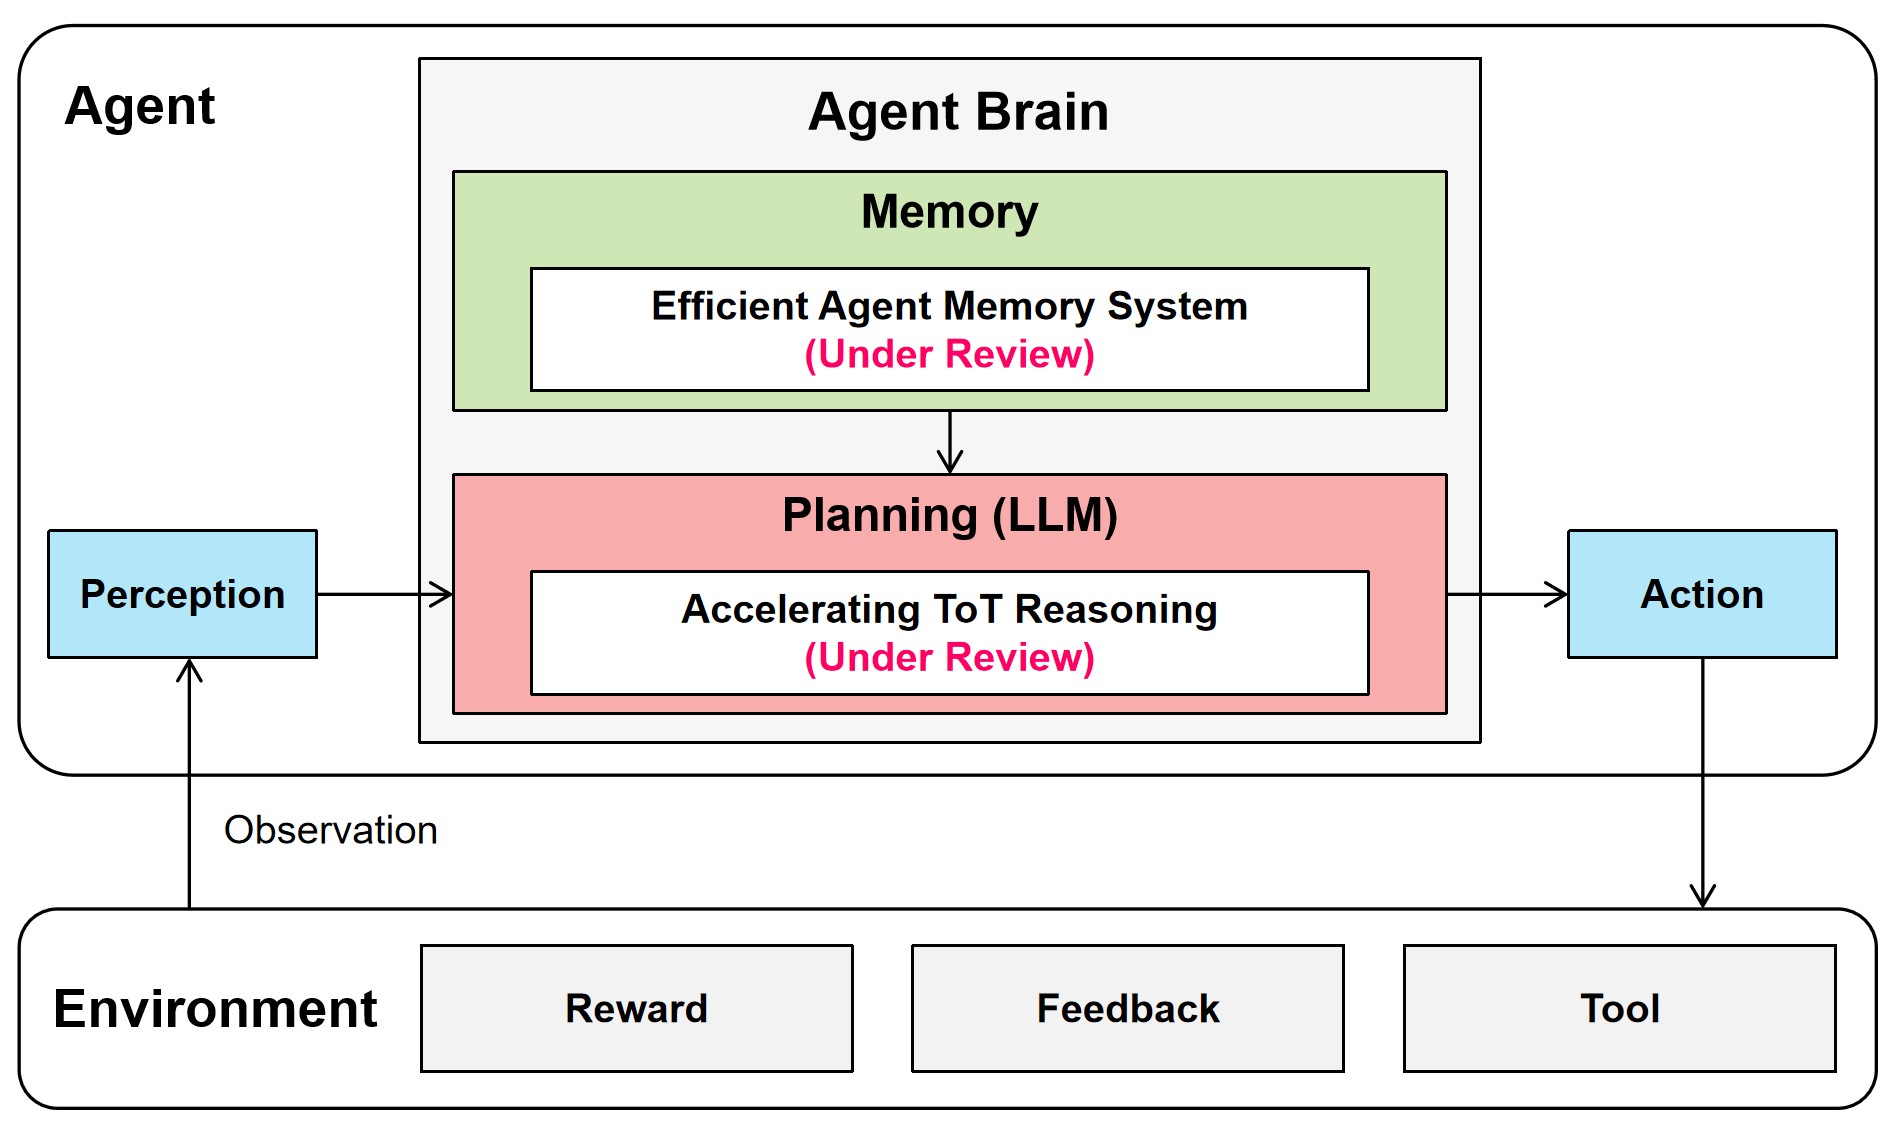 Agent
Agent Brain
Memory
Efficient Agent Memory System
(Under Review)
Planning (LLM)
Accelerating ToT Reasoning
(Under Review)
Perception
Action
Observation
Environment
Reward
Feedback
Tool